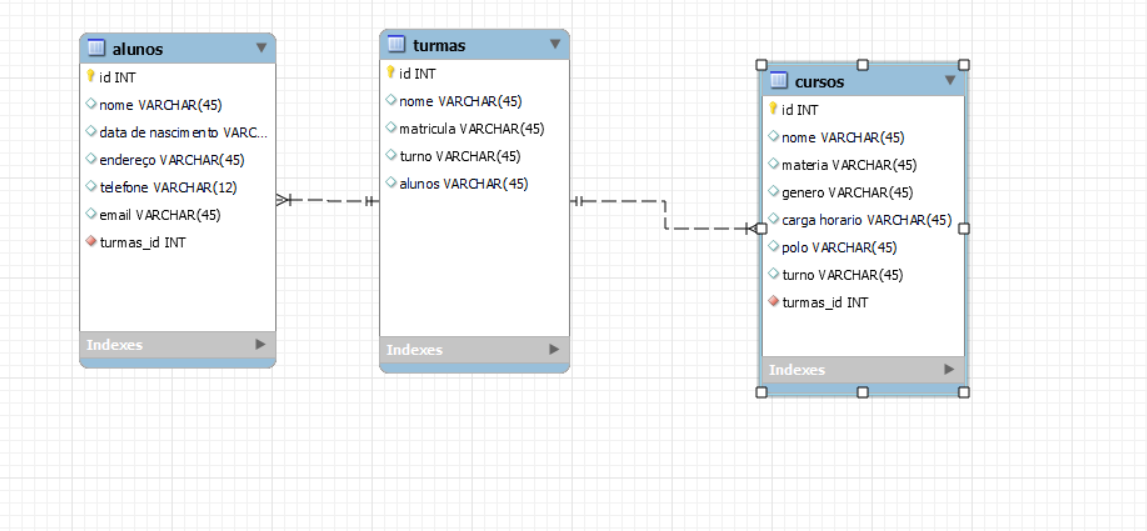 alunos
id INT
nome VARCHAR(45)
data de nascimento VARC...
endereço VARCHAR(45)
telefone VARCHAR(12)
email VARCHAR(45)
turmas_id INT
Indexes
turmas
id INT
nome VARCHAR(45)
matricula VARCHAR(45)
turno VARCHAR(45)
alunos VARCHAR(45)
Indexes
cursos
id INT
nome VARCHAR(45)
materia VARCHAR(45)
genero VARCHAR(45)
carga horario VARCHAR(45)
polo VARCHAR(45)
turno VARCHAR(45)
turmas_id INT
Indexes